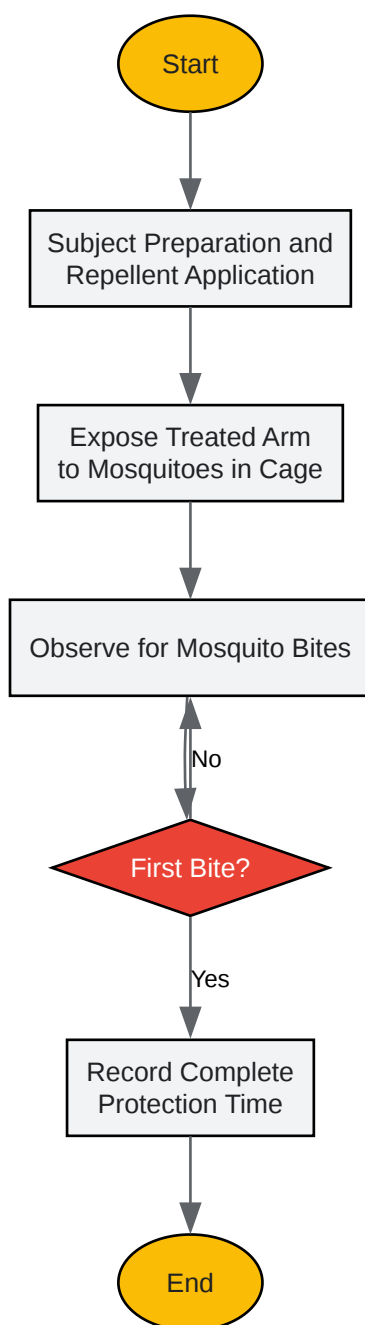 Start
Subject Preparation and
Repellent Application
Expose Treated Arm
to Mosquitoes in Cage
Observe for Mosquito Bites
No
First Bite?
Yes
Record Complete
Protection Time
End